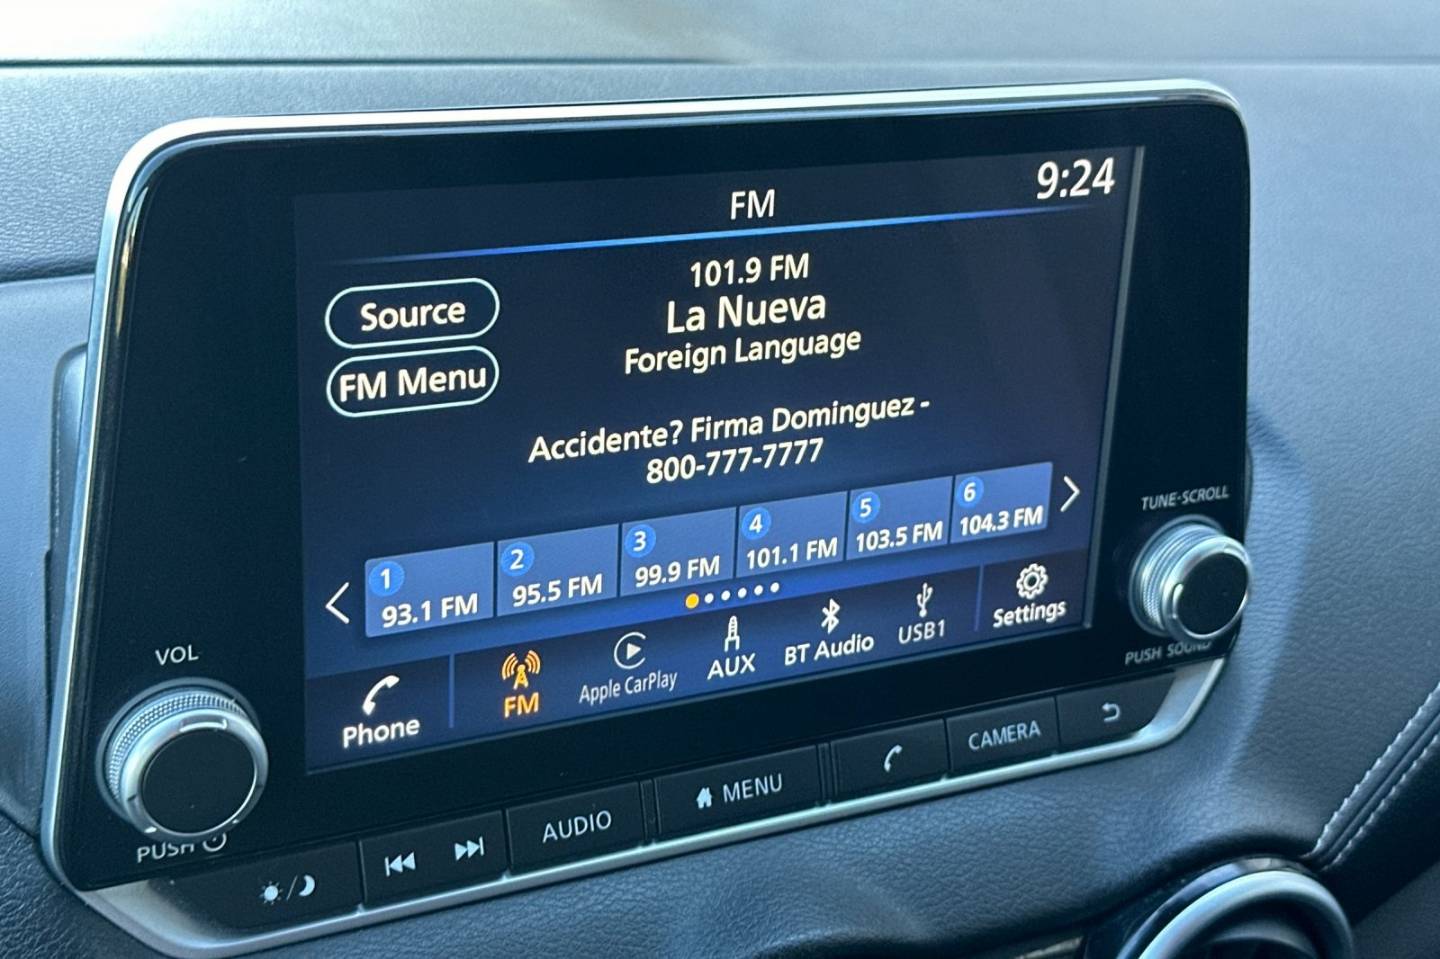 FM
9:24
101.9 FM
La Nueva
Foreign Language
Source
FM Menu
Accidente? Firma Dominguez -
800-777-7777
1
93.1 FM
2
95.5 FM
3
99.9 FM
4
101.1 FM
5
103.5 FM
6
104.3 FM
Phone
FM
Apple CarPlay
AUX
BT Audio
USB1
Settings
VOL
PUSH
TUNE·SCROLL
PUSH SOUND
AUDIO
MENU
CAMERA